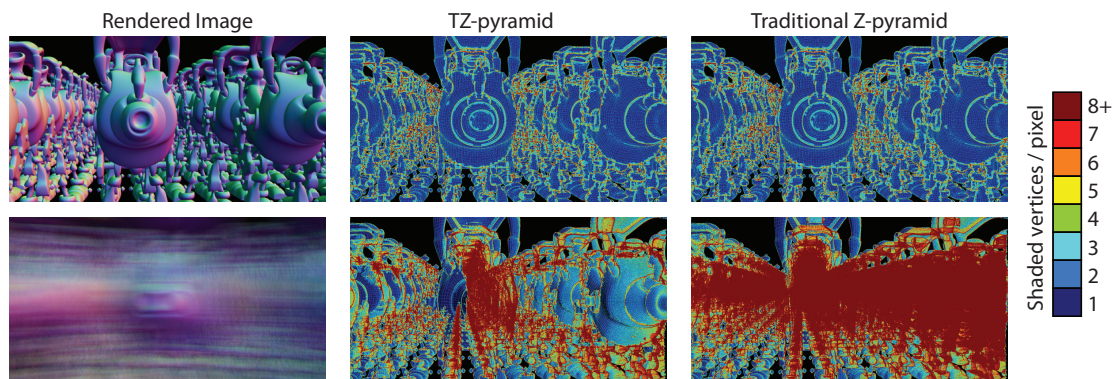 Rendered Image
TZ-pyramid
Traditional Z-pyramid
Shaded vertices / pixel
8+
7
6
5
4
3
2
1